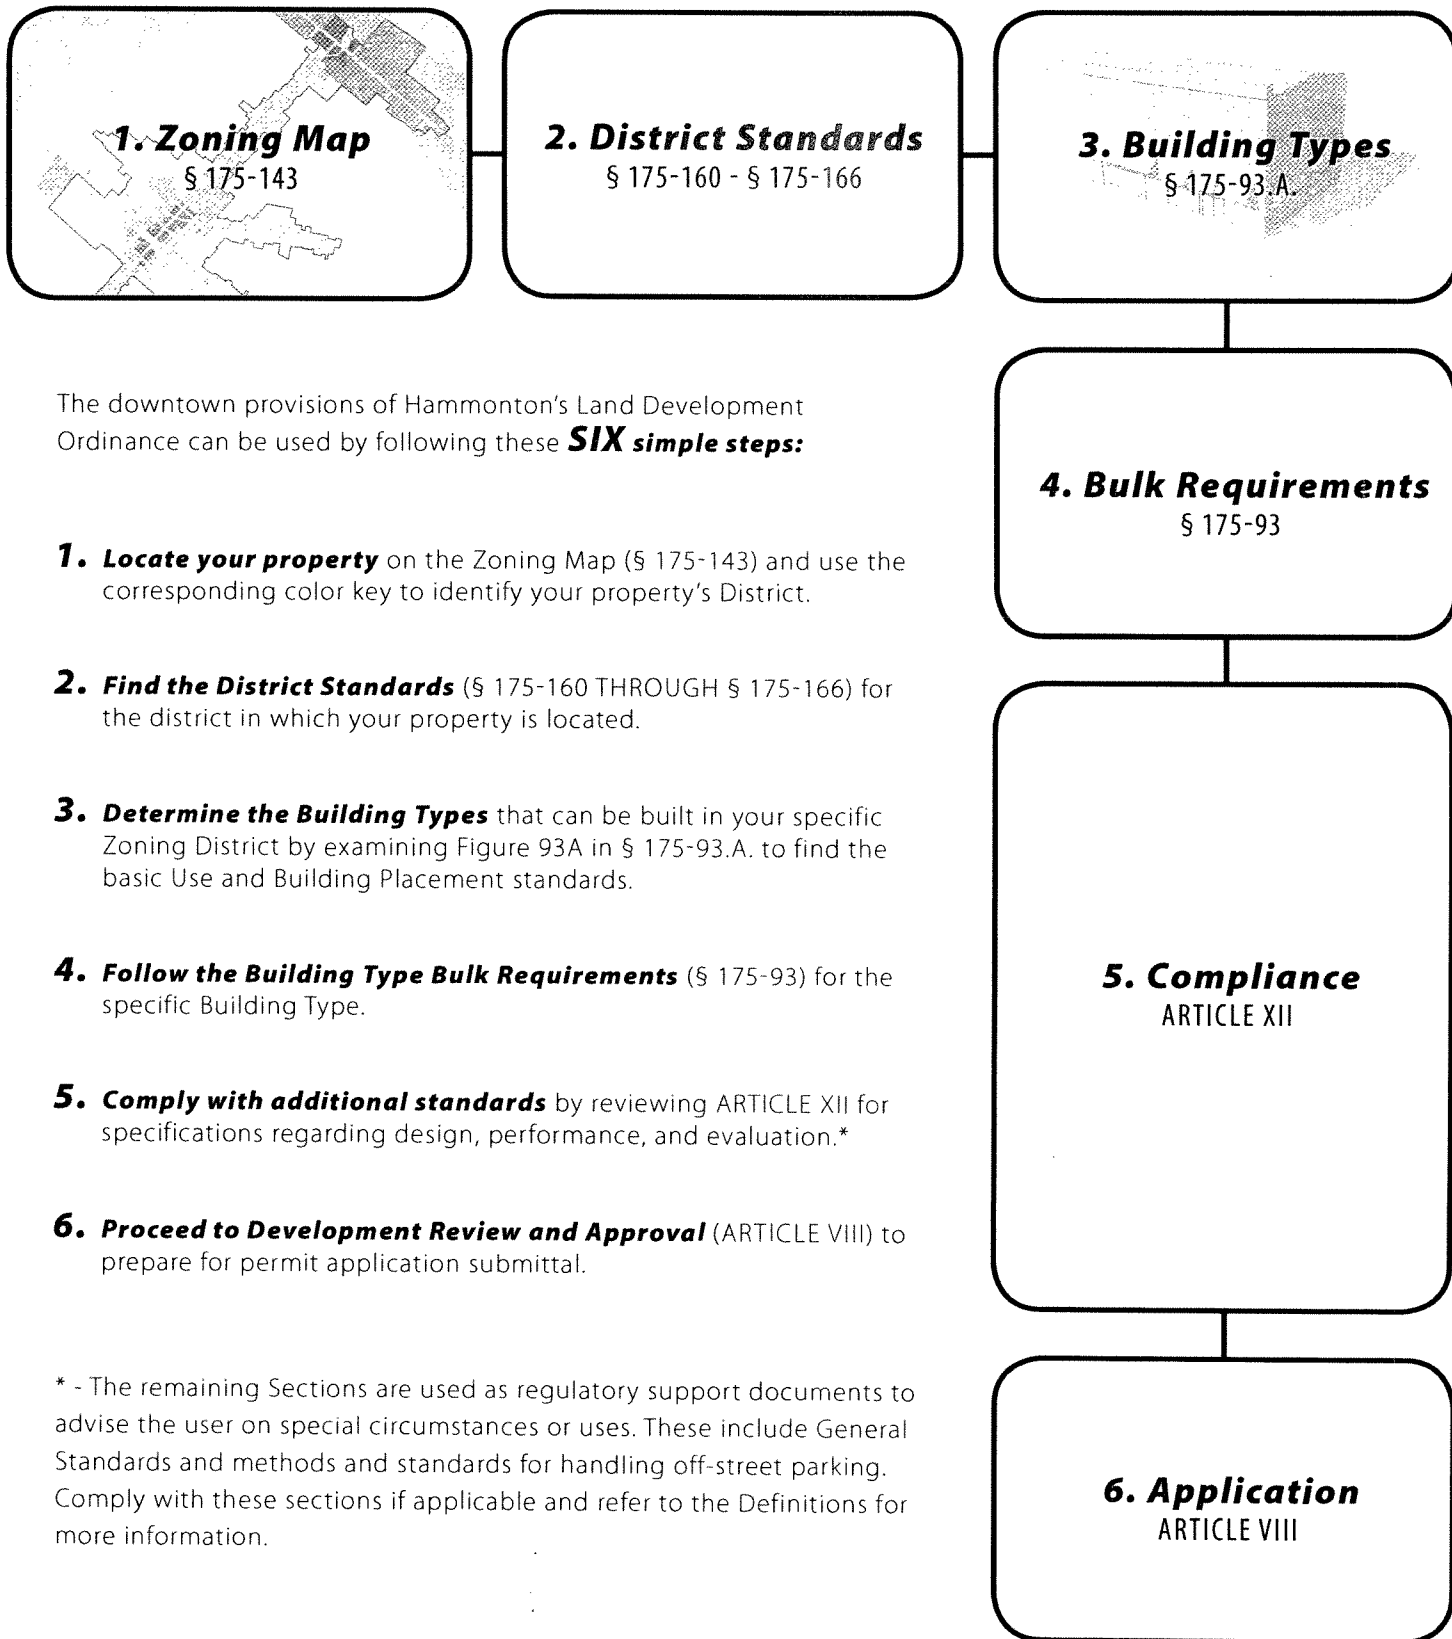 1. Zoning Map
§ 175-143
2. District Standards
§ 175-160 - § 175-166
3. Building Types
§ 175-93.A.
The downtown provisions of Hammonton's Land Development
Ordinance can be used by following these SIX simple steps:
4. Bulk Requirements
§ 175-93
1. Locate your property on the Zoning Map (§ 175-143) and use the
corresponding color key to identify your property's District.
2. Find the District Standards (§ 175-160 THROUGH § 175-166) for
the district in which your property is located.
3. Determine the Building Types that can be built in your specific
Zoning District by examining Figure 93A in § 175-93.A. to find the
basic Use and Building Placement standards.
4. Follow the Building Type Bulk Requirements (§ 175-93) for the
specific Building Type.
5. Compliance
ARTICLE XII
5. Comply with additional standards by reviewing ARTICLE XII for
specifications regarding design, performance, and evaluation.*
6. Proceed to Development Review and Approval (ARTICLE VIII) to
prepare for permit application submittal.
* - The remaining Sections are used as regulatory support documents to
advise the user on special circumstances or uses. These include General
Standards and methods and standards for handling off-street parking.
Comply with these sections if applicable and refer to the Definitions for
more information.
6. Application
ARTICLE VIII